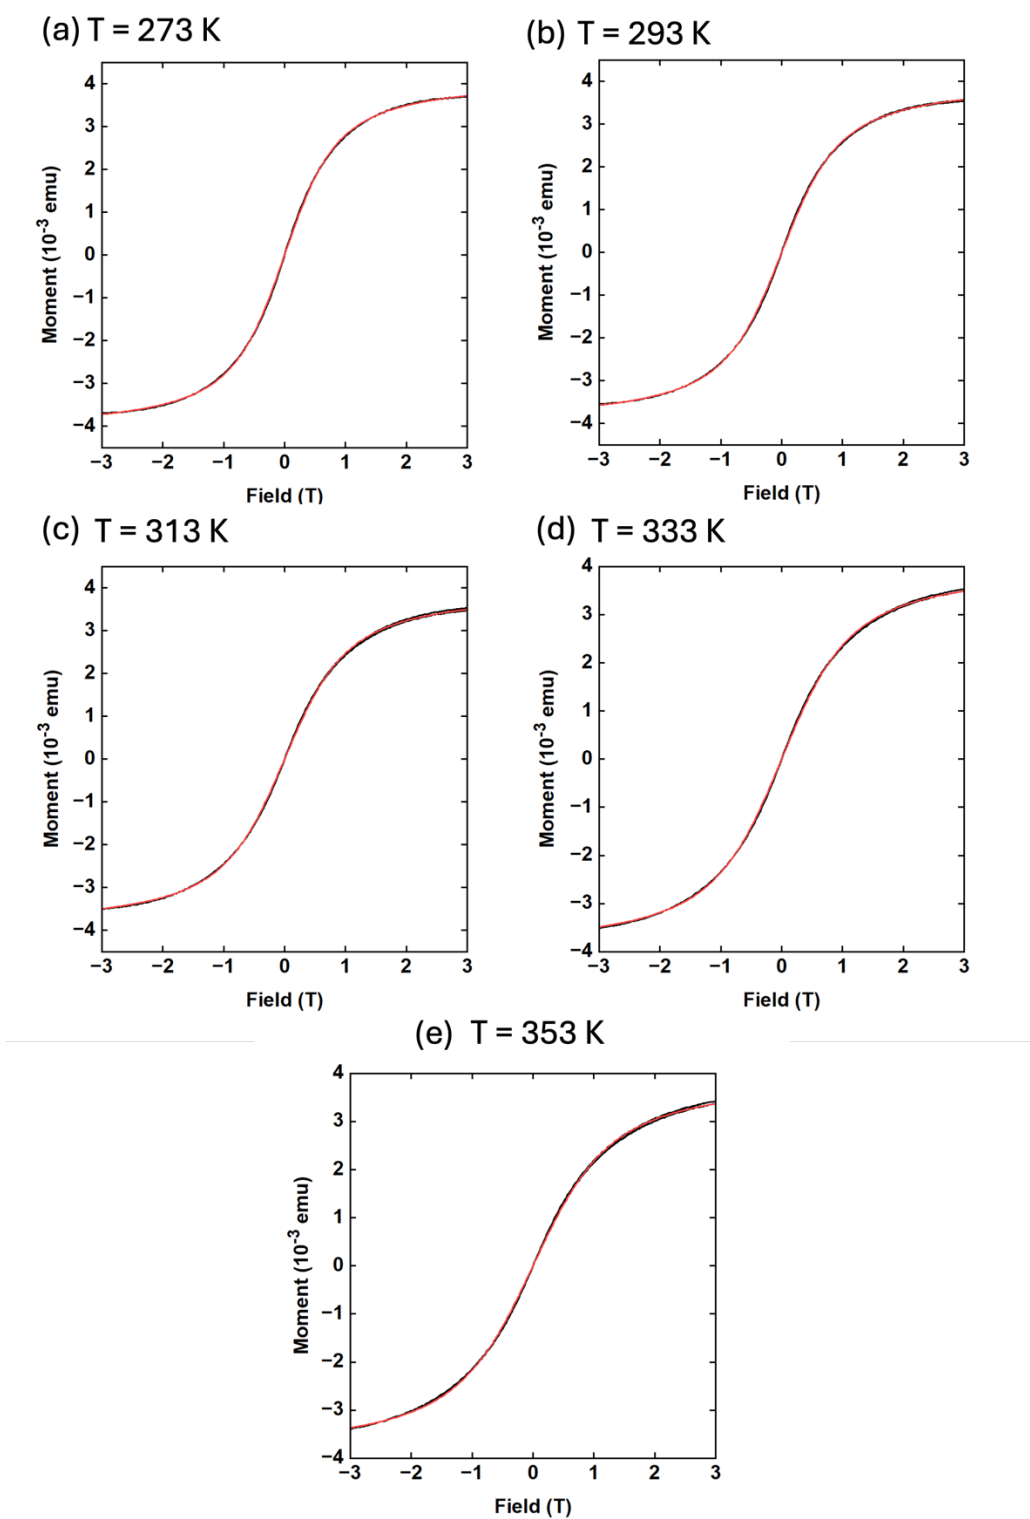 (a) T = 273 K
4
3
2
1
0
−1
−2
−3
−4
−3 −2 −1 0 1 2 3
Moment (10⁻³ emu)
Field (T)
(b) T = 293 K
4
3
2
1
0
−1
−2
−3
−4
−3 −2 −1 0 1 2 3
Moment (10⁻³ emu)
Field (T)
(c) T = 313 K
4
3
2
1
0
−1
−2
−3
−4
−3 −2 −1 0 1 2 3
Moment (10⁻³ emu)
Field (T)
(d) T = 333 K
4
3
2
1
0
−1
−2
−3
−4
−3 −2 −1 0 1 2 3
Moment (10⁻³ emu)
Field (T)
(e) T = 353 K
4
3
2
1
0
−1
−2
−3
−4
−3 −2 −1 0 1 2 3
Moment (10⁻³ emu)
Field (T)